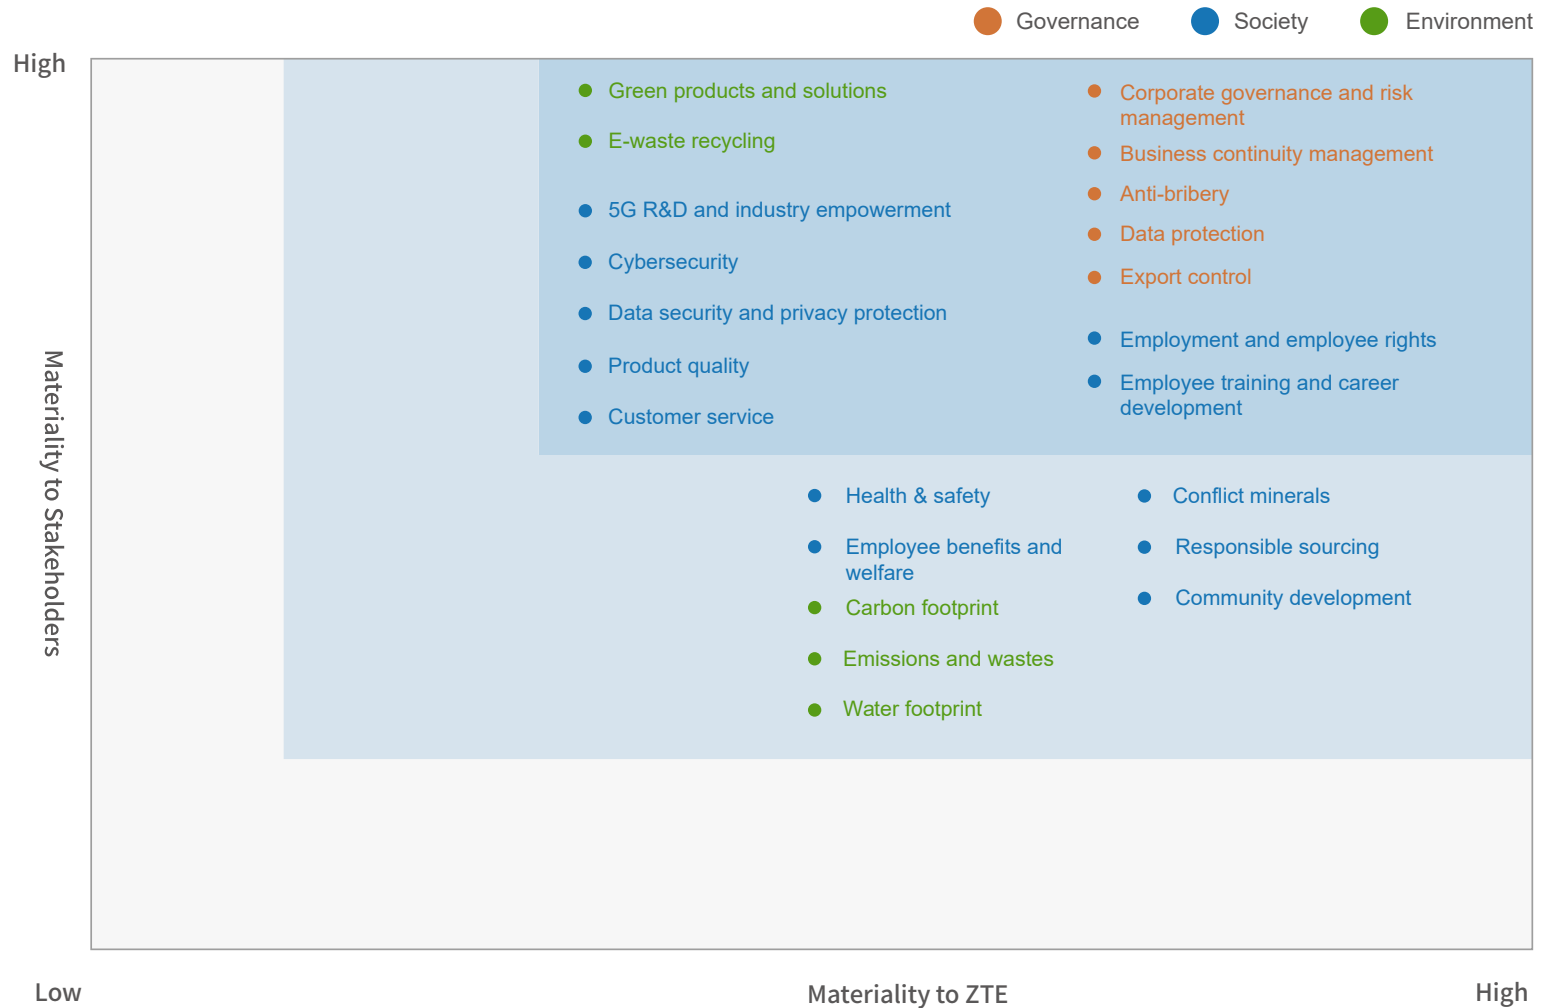 Governance
Society
Environment
High
Green products and solutions
E-waste recycling
5G R&D and industry empowerment
Cybersecurity
Data security and privacy protection
Product quality
Customer service
Corporate governance and risk
management
Business continuity management
Anti-bribery
Data protection
Export control
Employment and employee rights
Employee training and career
development
Health & safety
Employee benefits and
welfare
Carbon footprint
Emissions and wastes
Water footprint
Conflict minerals
Responsible sourcing
Community development
Materiality to Stakeholders
Low
Materiality to ZTE
High